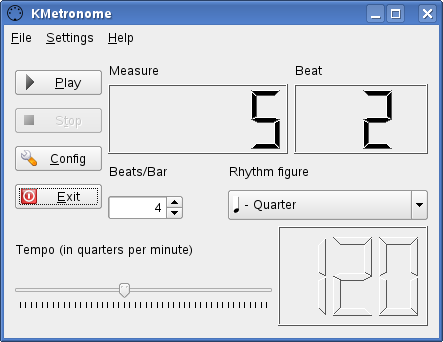 KMetronome
File Settings Help
Play
Measure
Beat
5
2
Stop
Config
Beats/Bar
Rhythm figure
Exit
4
♩ - Quarter
Tempo (in quarters per minute)
120